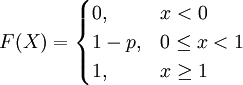 F(X) = { 0, x < 0
1 − p, 0 ≤ x < 1
1, x ≥ 1